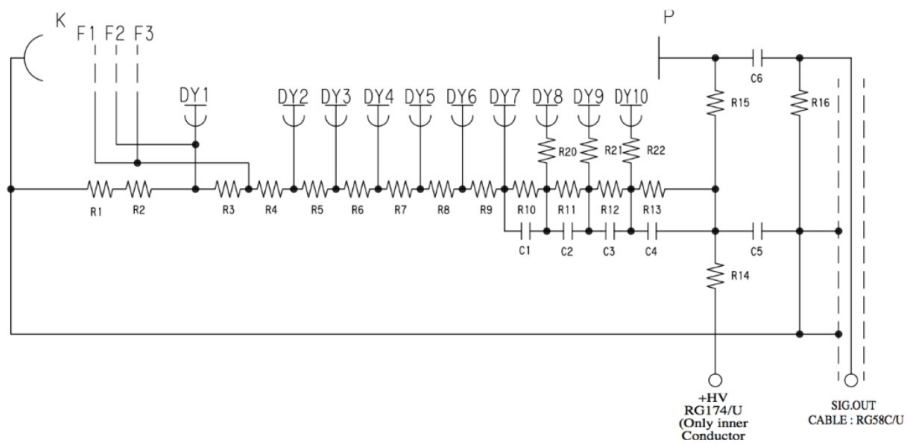 K
F1 F2 F3
P
C6
DY1 DY2 DY3 DY4 DY5 DY6 DY7 DY8 DY9 DY10
R15 R16
R20 R21 R22
R1 R2 R3 R4 R5 R6 R7 R8 R9 R10 R11 R12 R13
C1 C2 C3 C4 C5
R14
+HV
RG174/U
(Only inner
Conductor
SIG.OUT
CABLE : RG58C/U